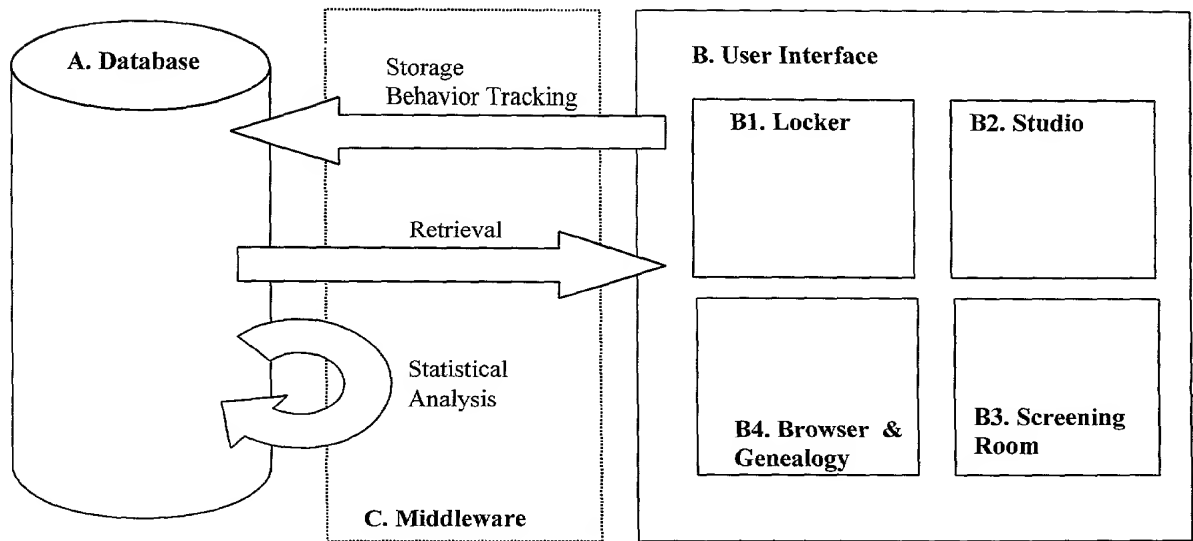 A. Database
Storage
Behavior Tracking
Retrieval
Statistical
Analysis
C. Middleware
B. User Interface
B1. Locker
B2. Studio
B4. Browser &
Genealogy
B3. Screening
Room